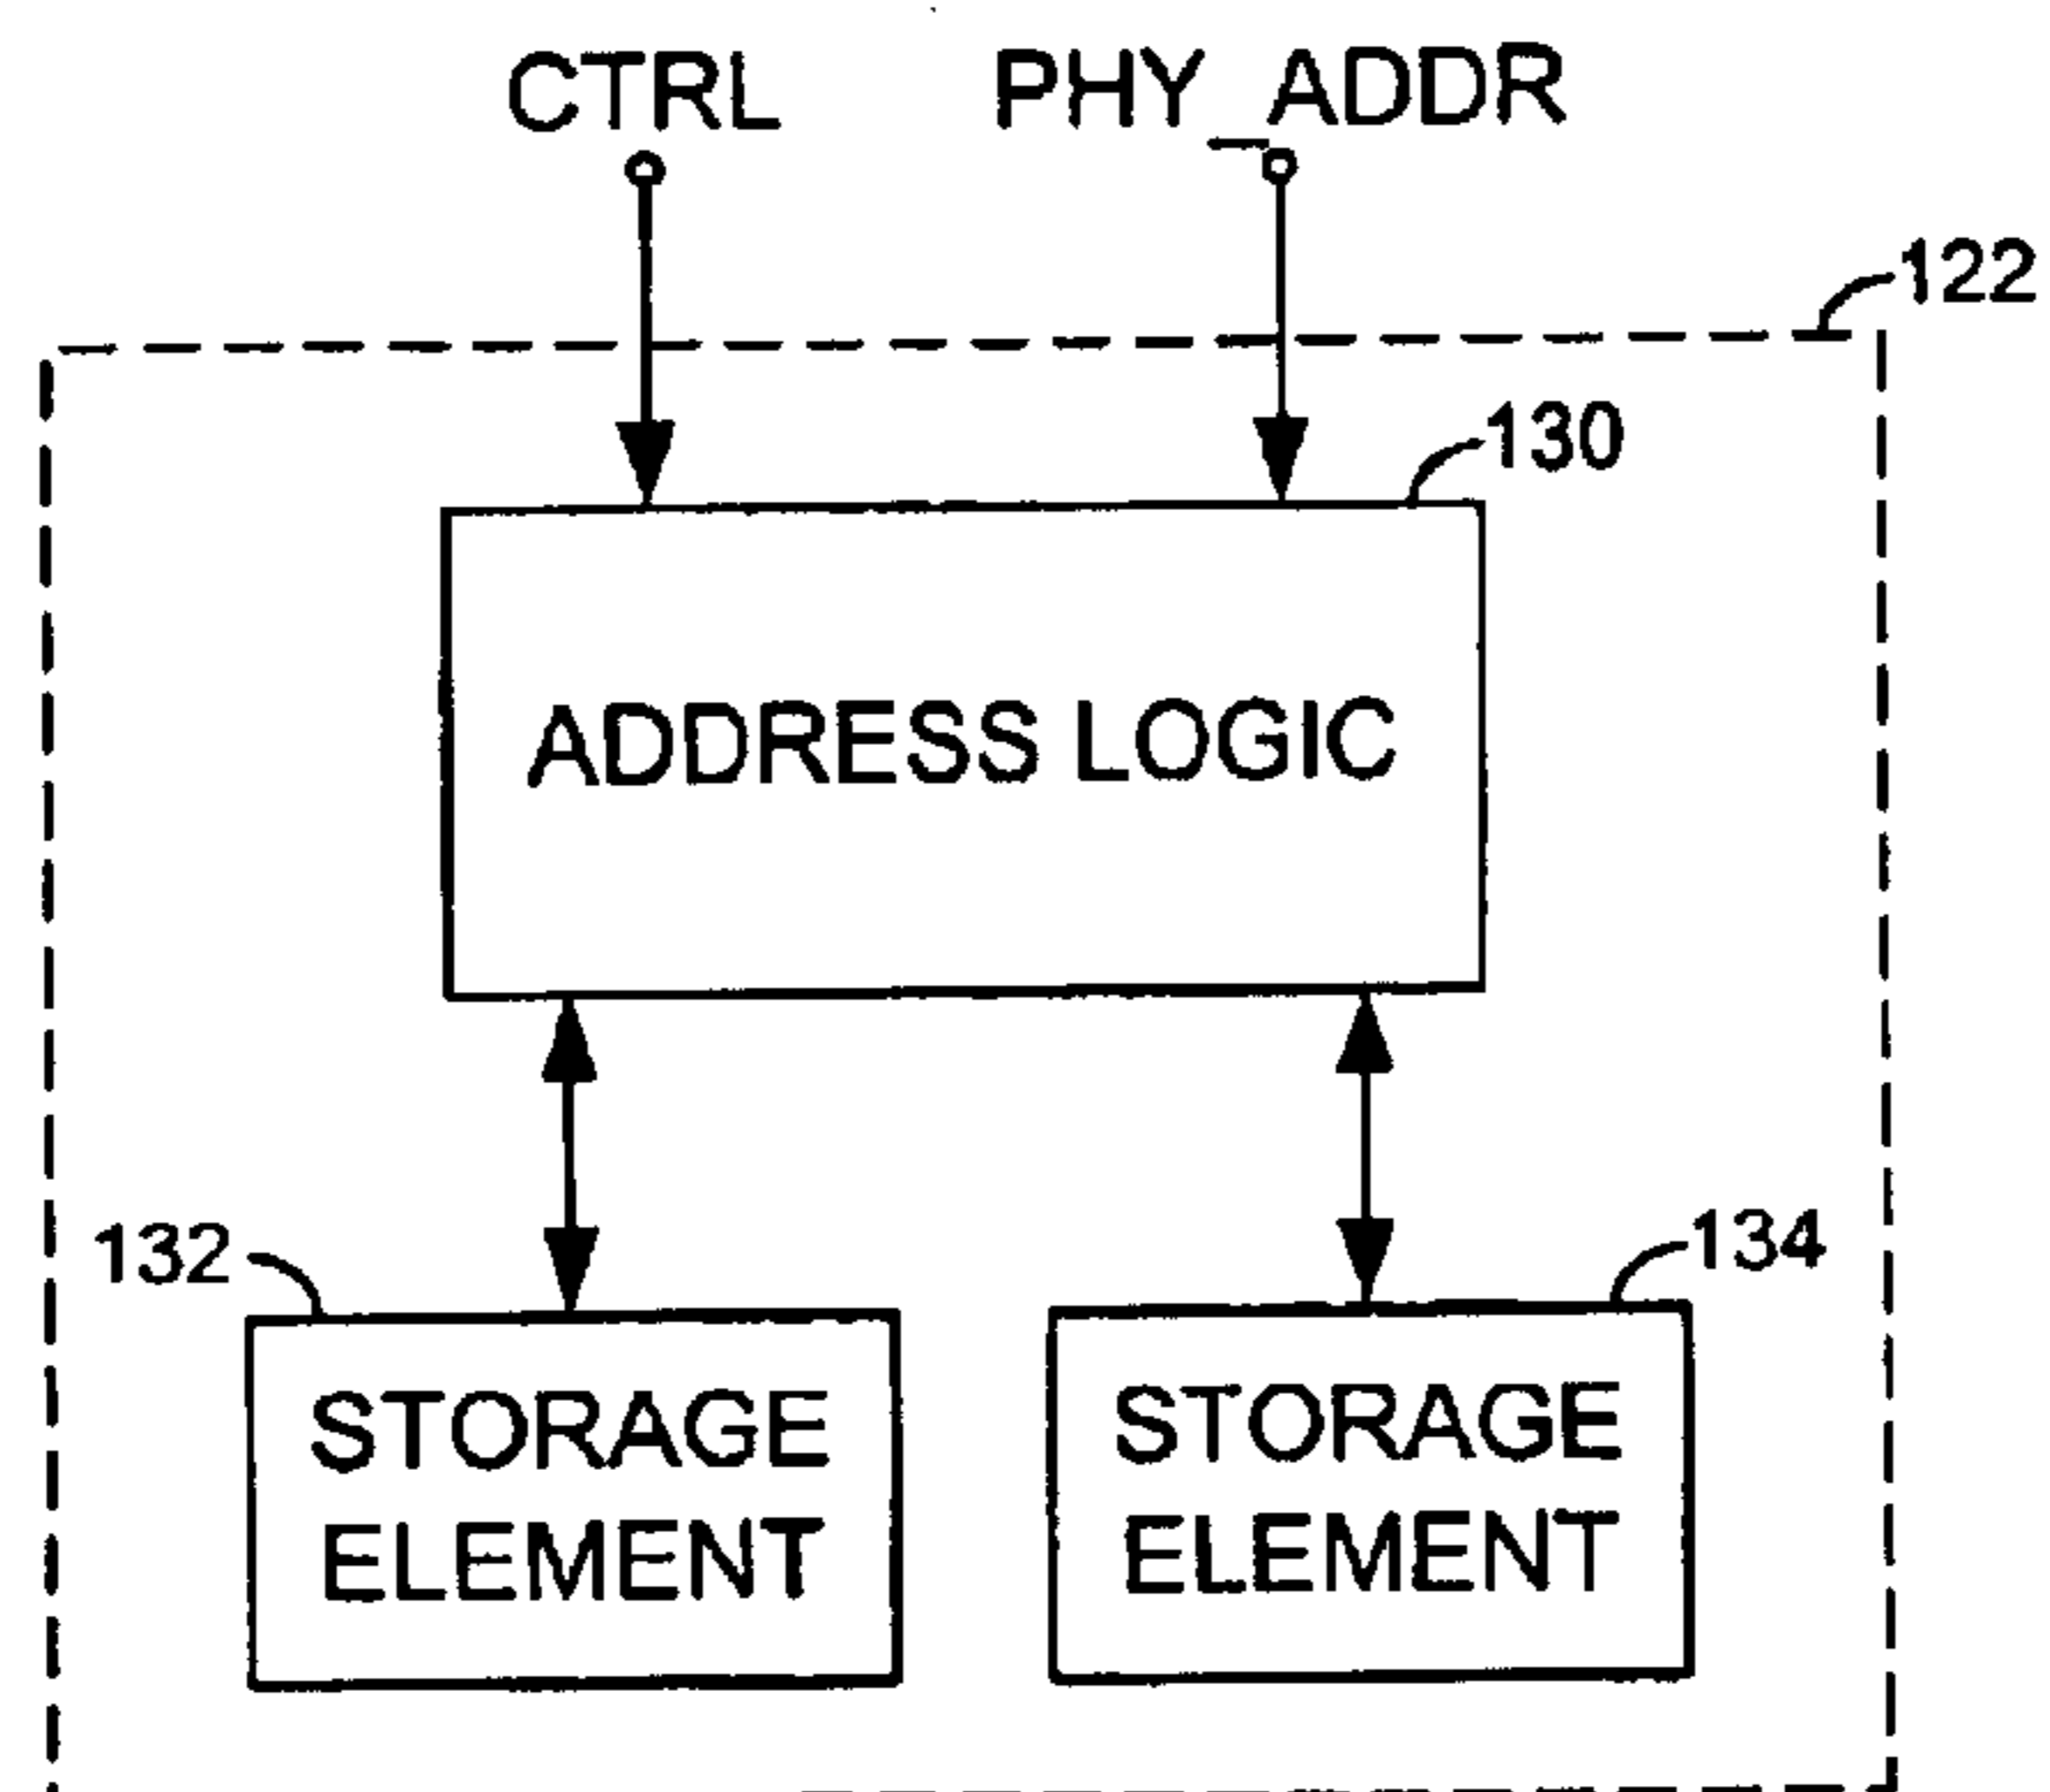 CTRL PHY_ADDR
122
130
ADDRESS LOGIC
132
134
STORAGE
ELEMENT
STORAGE
ELEMENT